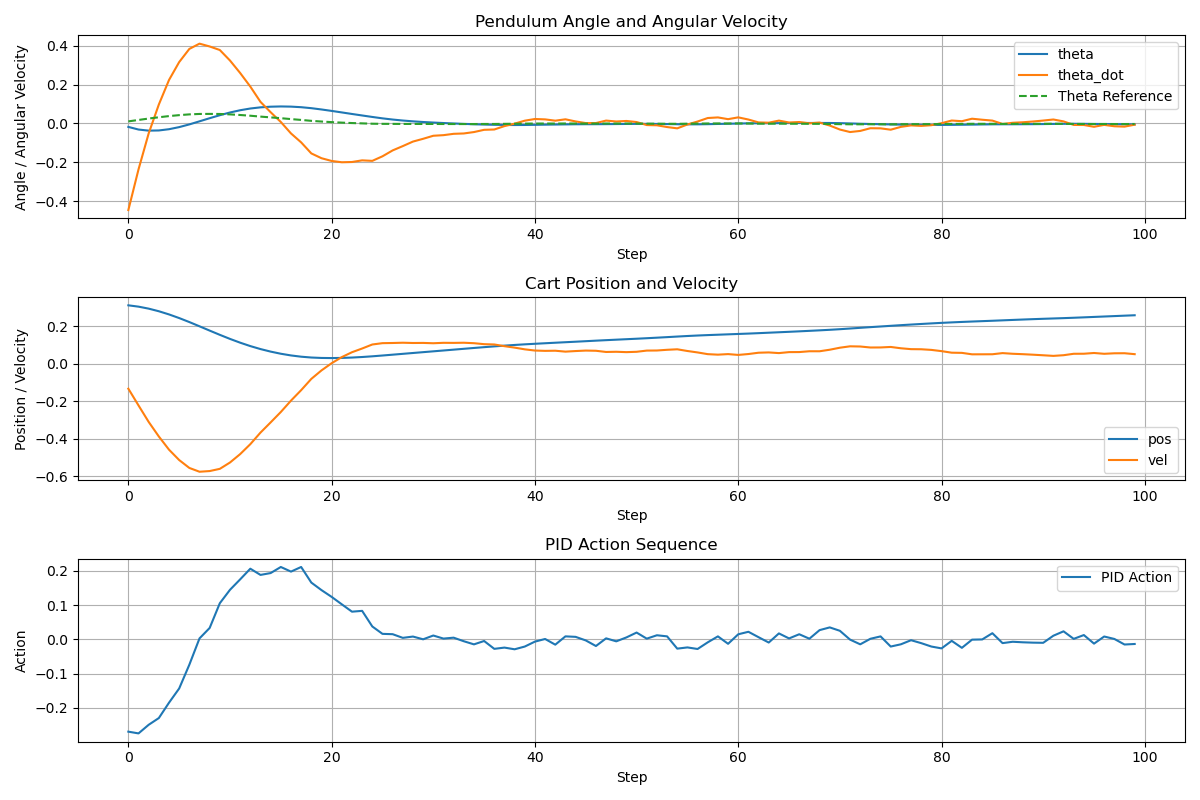 Pendulum Angle and Angular Velocity
Angle / Angular Velocity
0.4
0.2
0.0
−0.2
−0.4
theta
theta_dot
Theta Reference
0 20 40 60 80 100
Step
Cart Position and Velocity
Position / Velocity
0.2
0.0
−0.2
−0.4
−0.6
pos
vel
0 20 40 60 80 100
Step
PID Action Sequence
Action
0.2
0.1
0.0
−0.1
−0.2
PID Action
0 20 40 60 80 100
Step